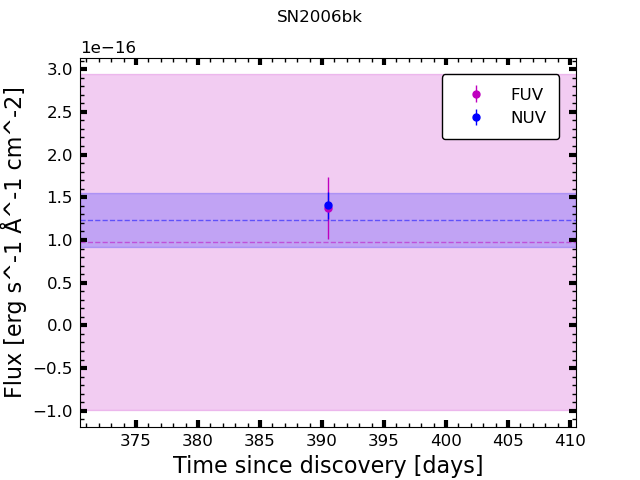 SN2006bk
1e−16
3.0
2.5
2.0
1.5
1.0
0.5
0.0
−0.5
−1.0
Flux [erg s^-1 Å^-1 cm^-2]
FUV
NUV
375 380 385 390 395 400 405 410
Time since discovery [days]